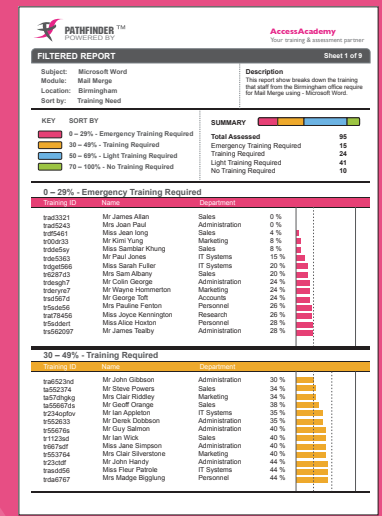 PATHFINDER TM
POWERED BY
AccessAcademy
Your training & assessment partner
FILTERED REPORT Sheet 1 of 9
Subject: Microsoft Word
Module: Mail Merge
Location: Birmingham
Sort by: Training Need
Description
This report show breaks down the training
that staff from the Birmingham office require
for Mail Merge using - Microsoft Word.
KEY SORT BY
0 – 29% - Emergency Training Required
30 – 49% - Training Required
50 – 69% - Light Training Required
70 – 100% - No Training Required
SUMMARY
Total Assessed 95
Emergency Training Required 15
Training Required 24
Light Training Required 41
No Training Required 10
0 – 29% - Emergency Training Required
Training ID Name Department
trad3321 Mr James Allan Sales 0 %
trad5243 Mrs Joan Paul Administration 0 %
trdf5461 Miss Jean long Sales 4 %
tr00dr33 Mr Kimi Yung Marketing 8 %
trdde5sy Miss Samblar Khung Sales 8 %
trde5363 Mr Paul Jones IT Systems 15 %
trdget566 Miss Sarah Fuller IT Systems 20 %
tr6287d3 Mrs Sam Albany Sales 20 %
trdesgh7 Mr Colin George Administration 24 %
trderyre7 Mr Wayne Hommerton Marketing 24 %
trsd567d Mr George Toft Accounts 24 %
tr5sde56 Mrs Pauline Fenton Personnel 26 %
trat78456 Miss Joyce Kennington Research 26 %
tr5sddert Miss Alice Hoxton Personnel 28 %
trs562097 Mr James Tealby Administration 28 %
30 – 49% - Training Required
Training ID Name Department
tra6523nd Mr John Gibbson Administration 30 %
ta552374 Mr Steve Powers Sales 34 %
ta57dhgkg Mrs Clair Riddley Marketing 34 %
ta55667ds Mr Geoff Orange Sales 38 %
tr234opfov Mr Ian Appleton IT Systems 35 %
tr552633 Mr Derek Dobbson Administration 35 %
tr55676s Mr Guy Salmon Administration 40 %
tr1123sd Mr Ian Wick Sales 40 %
tr667sdf Miss Jane Simpson Administration 40 %
tr553764 Mrs Clair Silverstone Marketing 40 %
tr23ctdf Mr John Handy Administration 44 %
trasdd56 Miss Fleur Patrole IT Systems 44 %
trda6767 Mrs Madge Bigglung Personnel 44 %